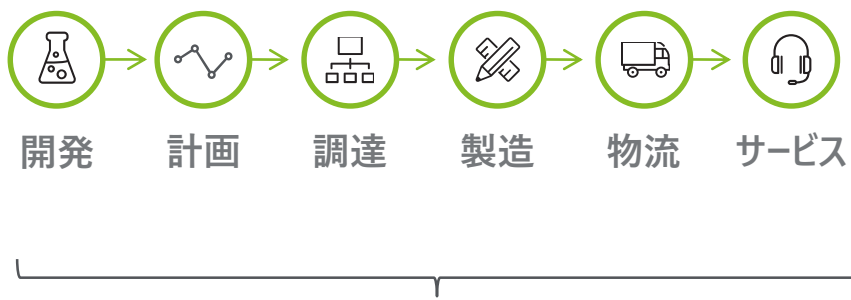 開発 計画 調達 製造 物流 サービス